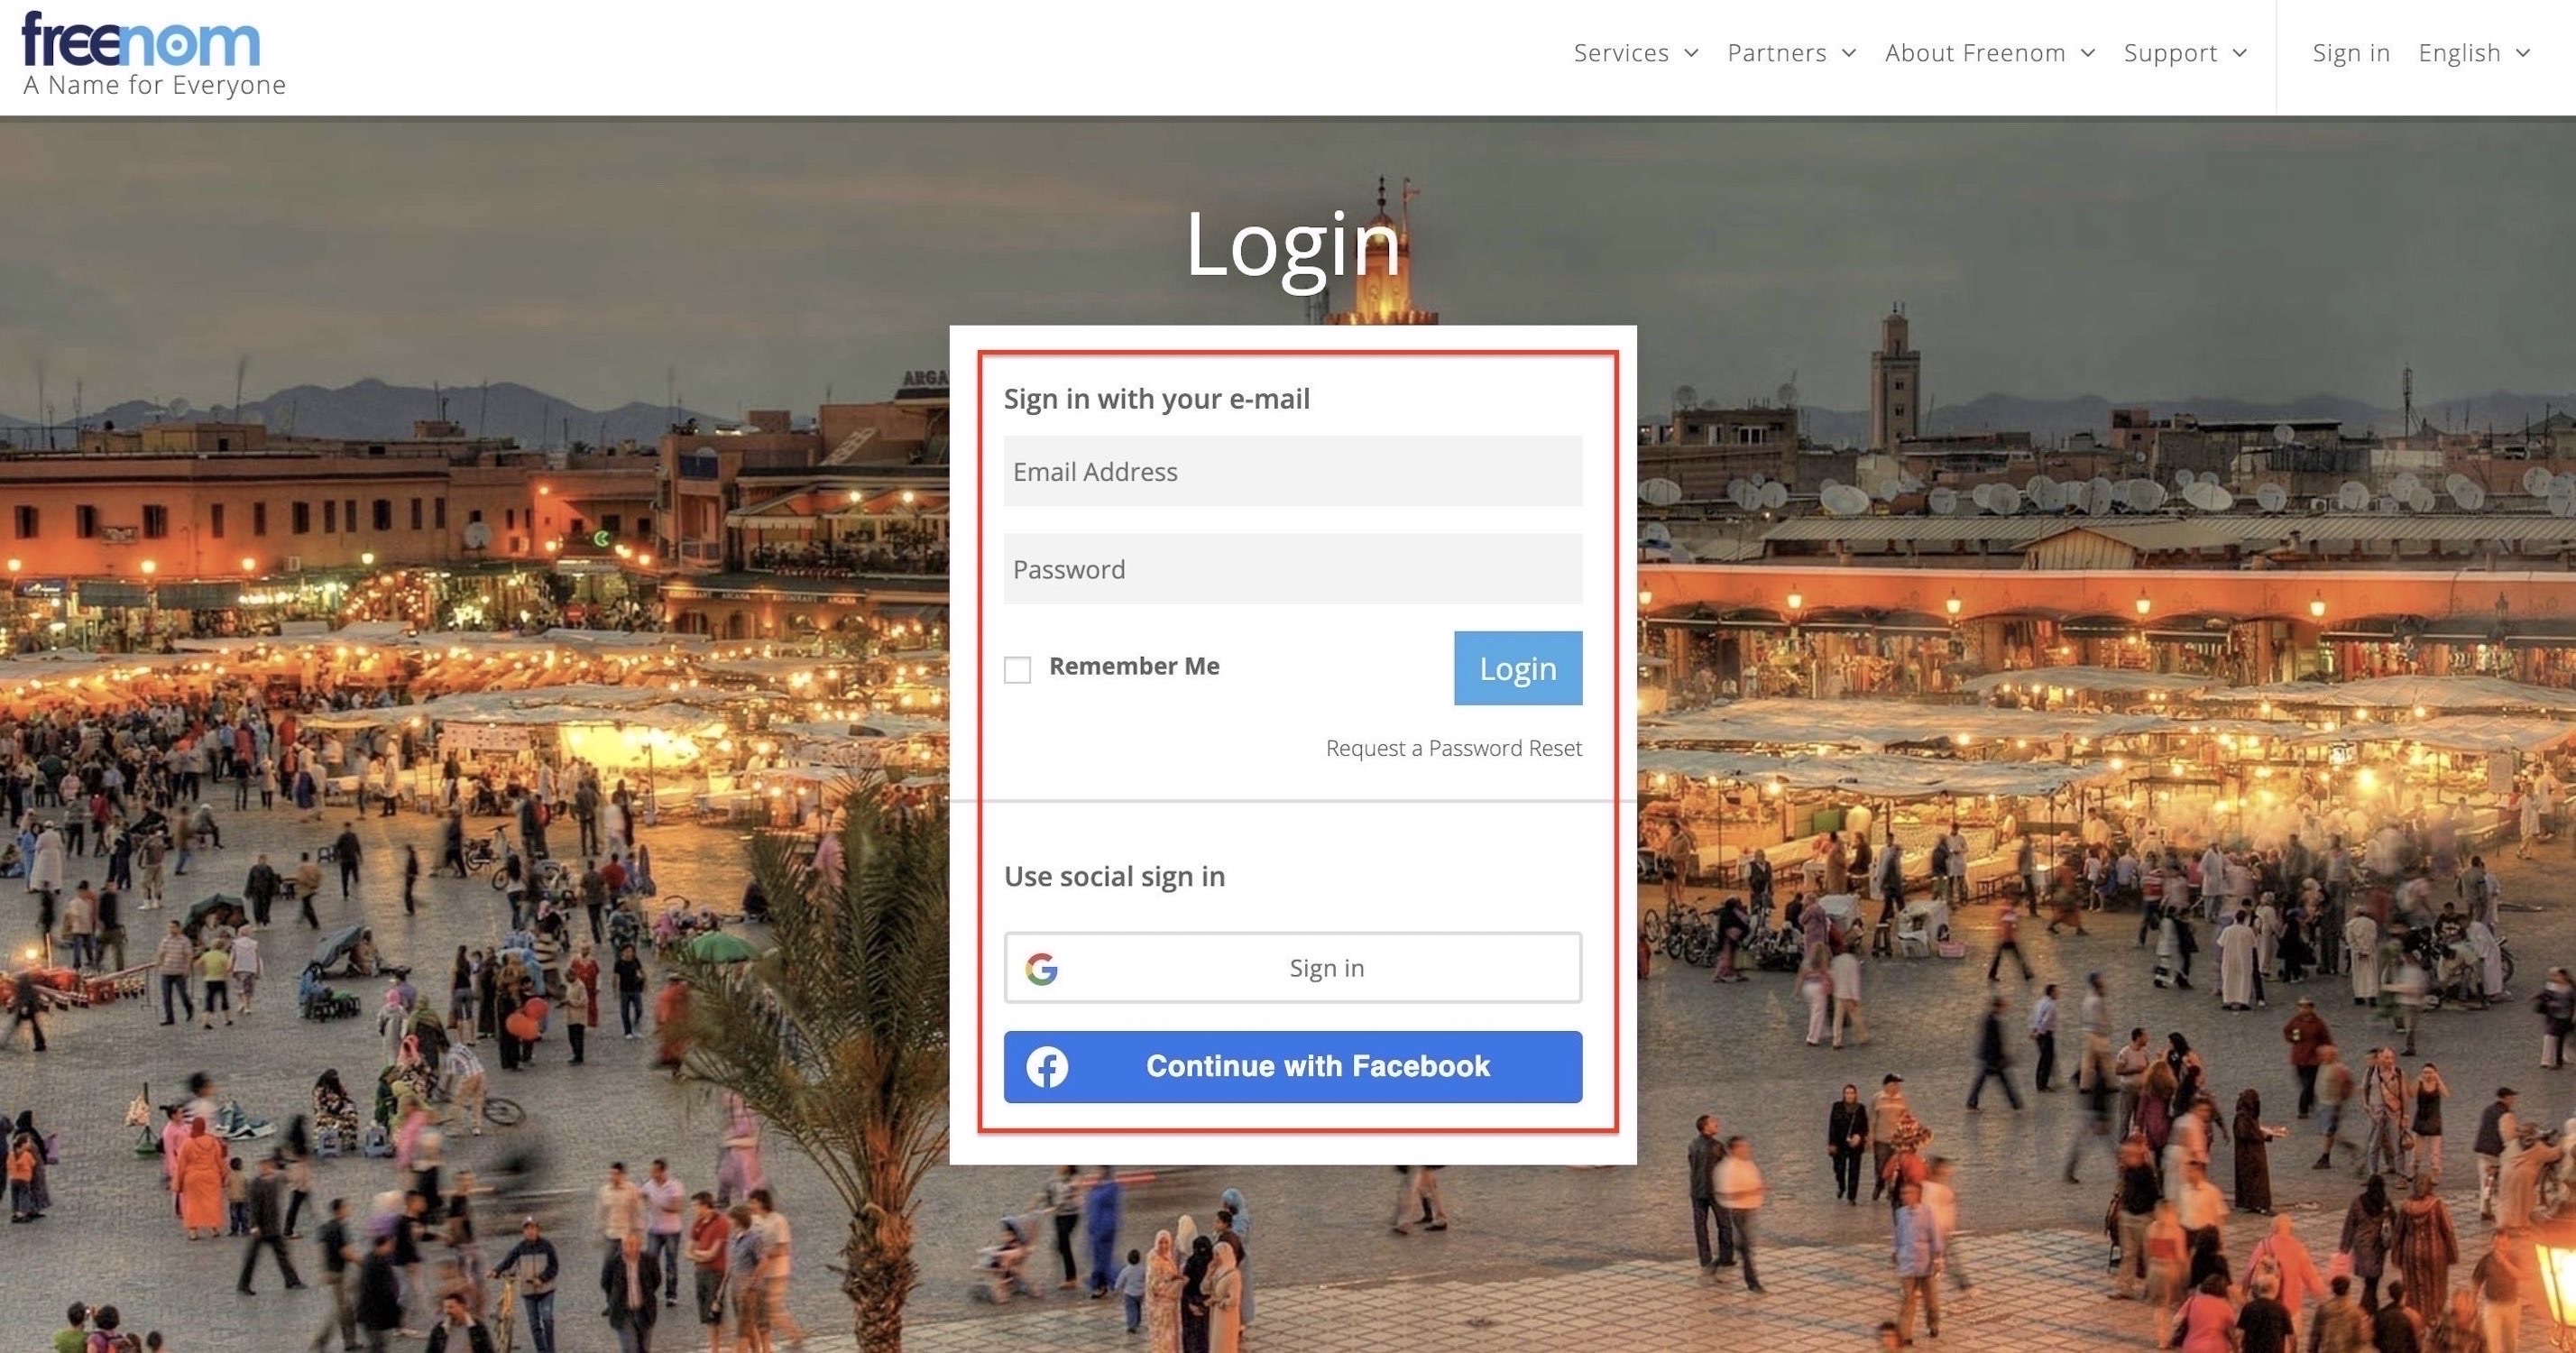 freenom
A Name for Everyone
Services
Partners
About Freenom
Support
Sign in
English
Login
ARGA
Sign in with your e-mail
Email Address
Password
Remember Me
Login
Request a Password Reset
Use social sign in
Sign in
Continue with Facebook